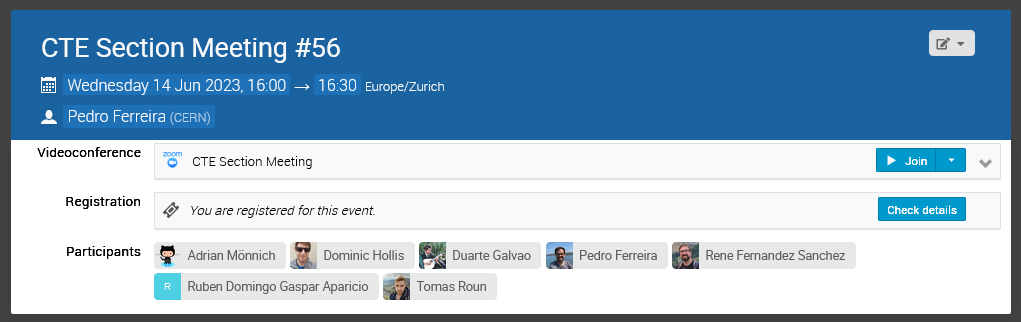 CTE Section Meeting #56
Wednesday 14 Jun 2023, 16:00 → 16:30 Europe/Zurich
Pedro Ferreira (CERN)
Videoconference zoom CTE Section Meeting Join
Registration You are registered for this event. Check details
Participants Adrian Mönnich Dominic Hollis Duarte Galvao Pedro Ferreira Rene Fernandez Sanchez
R Ruben Domingo Gaspar Aparicio Tomas Roun